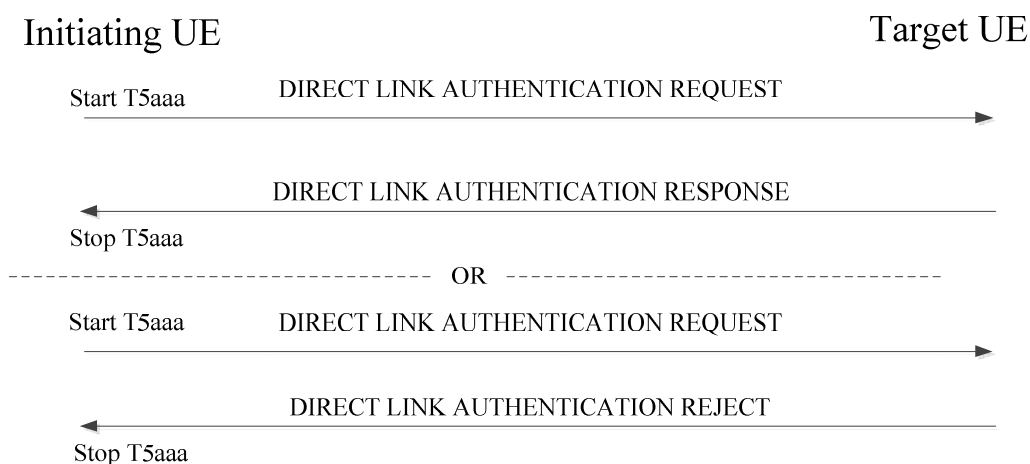 Initiating UE
Target UE
Start T5aaa
DIRECT LINK AUTHENTICATION REQUEST
DIRECT LINK AUTHENTICATION RESPONSE
Stop T5aaa
OR
Start T5aaa
DIRECT LINK AUTHENTICATION REQUEST
DIRECT LINK AUTHENTICATION REJECT
Stop T5aaa